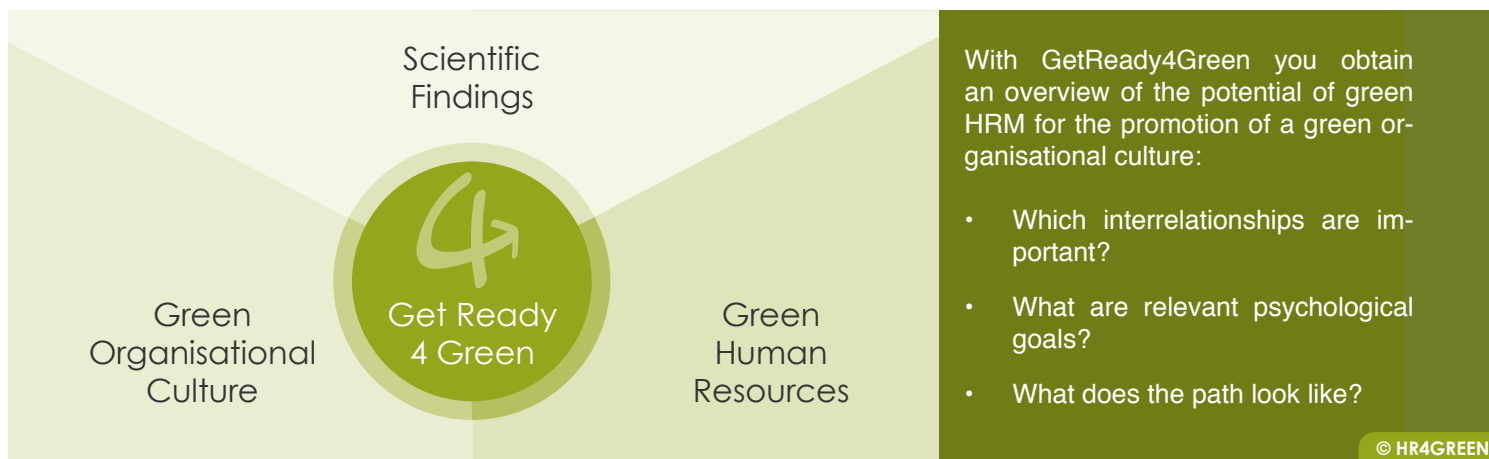 Scientific
Findings
4
Get Ready
4 Green
Green
Organisational
Culture
Green
Human
Resources
With GetReady4Green you obtain
an overview of the potential of green
HRM for the promotion of a green or-
ganisational culture:
• Which interrelationships are im-
portant?
• What are relevant psychological
goals?
• What does the path look like?
© HR4GREEN